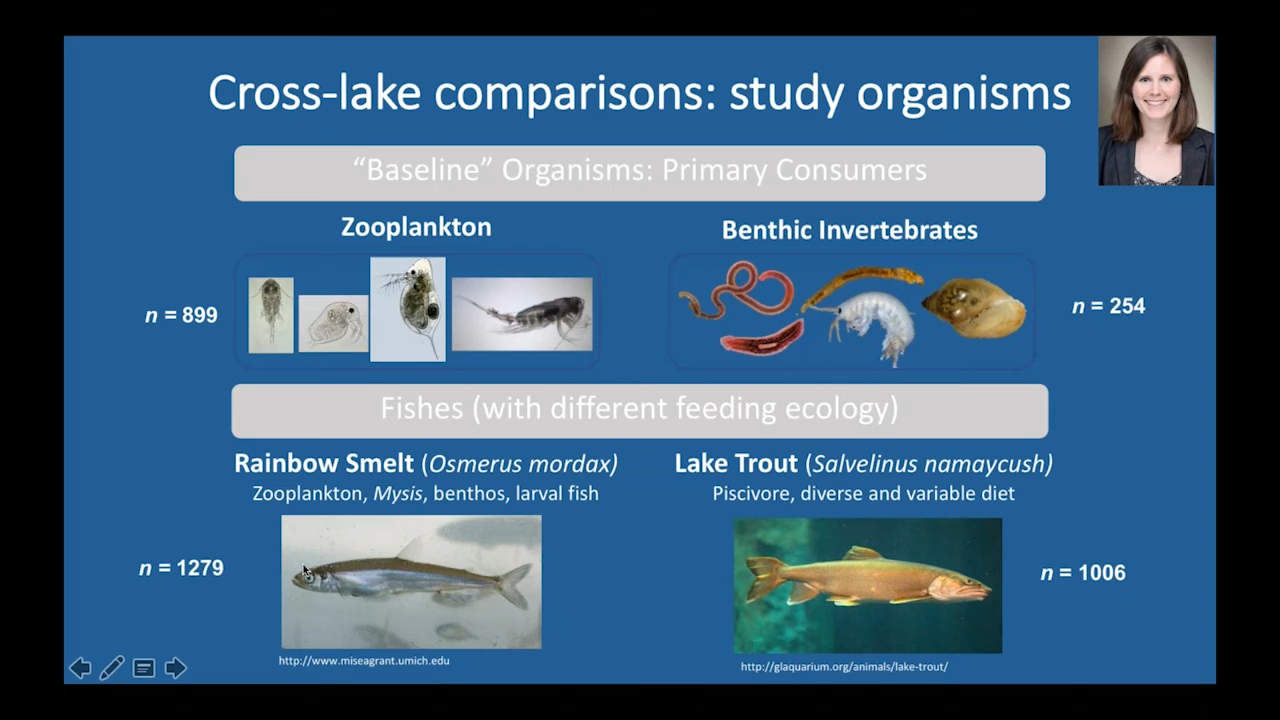 Cross-lake comparisons: study organisms
“Baseline” Organisms: Primary Consumers
Zooplankton
Benthic Invertebrates
n = 899
n = 254
Fishes (with different feeding ecology)
Rainbow Smelt (Osmerus mordax)
Zooplankton, Mysis, benthos, larval fish
Lake Trout (Salvelinus namaycush)
Piscivore, diverse and variable diet
n = 1279
n = 1006
http://www.miseagrant.umich.edu
http://glaquarium.org/animals/lake-trout/